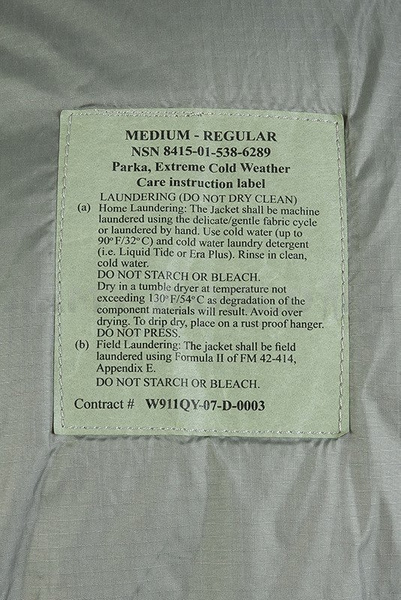 MEDIUM - REGULAR
NSN 8415-01-538-6289
Parka, Extreme Cold Weather
Care instruction label
LAUNDERING (DO NOT DRY CLEAN)
(a) Home Laundering: The Jacket shall be machine
laundered using the delicate/gentle fabric cycle
or laundered by hand. Use cold water (up to
90°F/32°C) and cold water laundry detergent
(i.e. Liquid Tide or Era Plus). Rinse in clean,
cold water.
DO NOT STARCH OR BLEACH.
Dry in a tumble dryer at temperature not
exceeding 130°F/54°C as degradation of the
component materials will result. Avoid over
drying. To drip dry, place on a rust proof hanger.
DO NOT PRESS.
(b) Field Laundering: The jacket shall be field
laundered using Formula II of FM 42-414,
Appendix E.
DO NOT STARCH OR BLEACH.
Contract # W911QY-07-D-0003